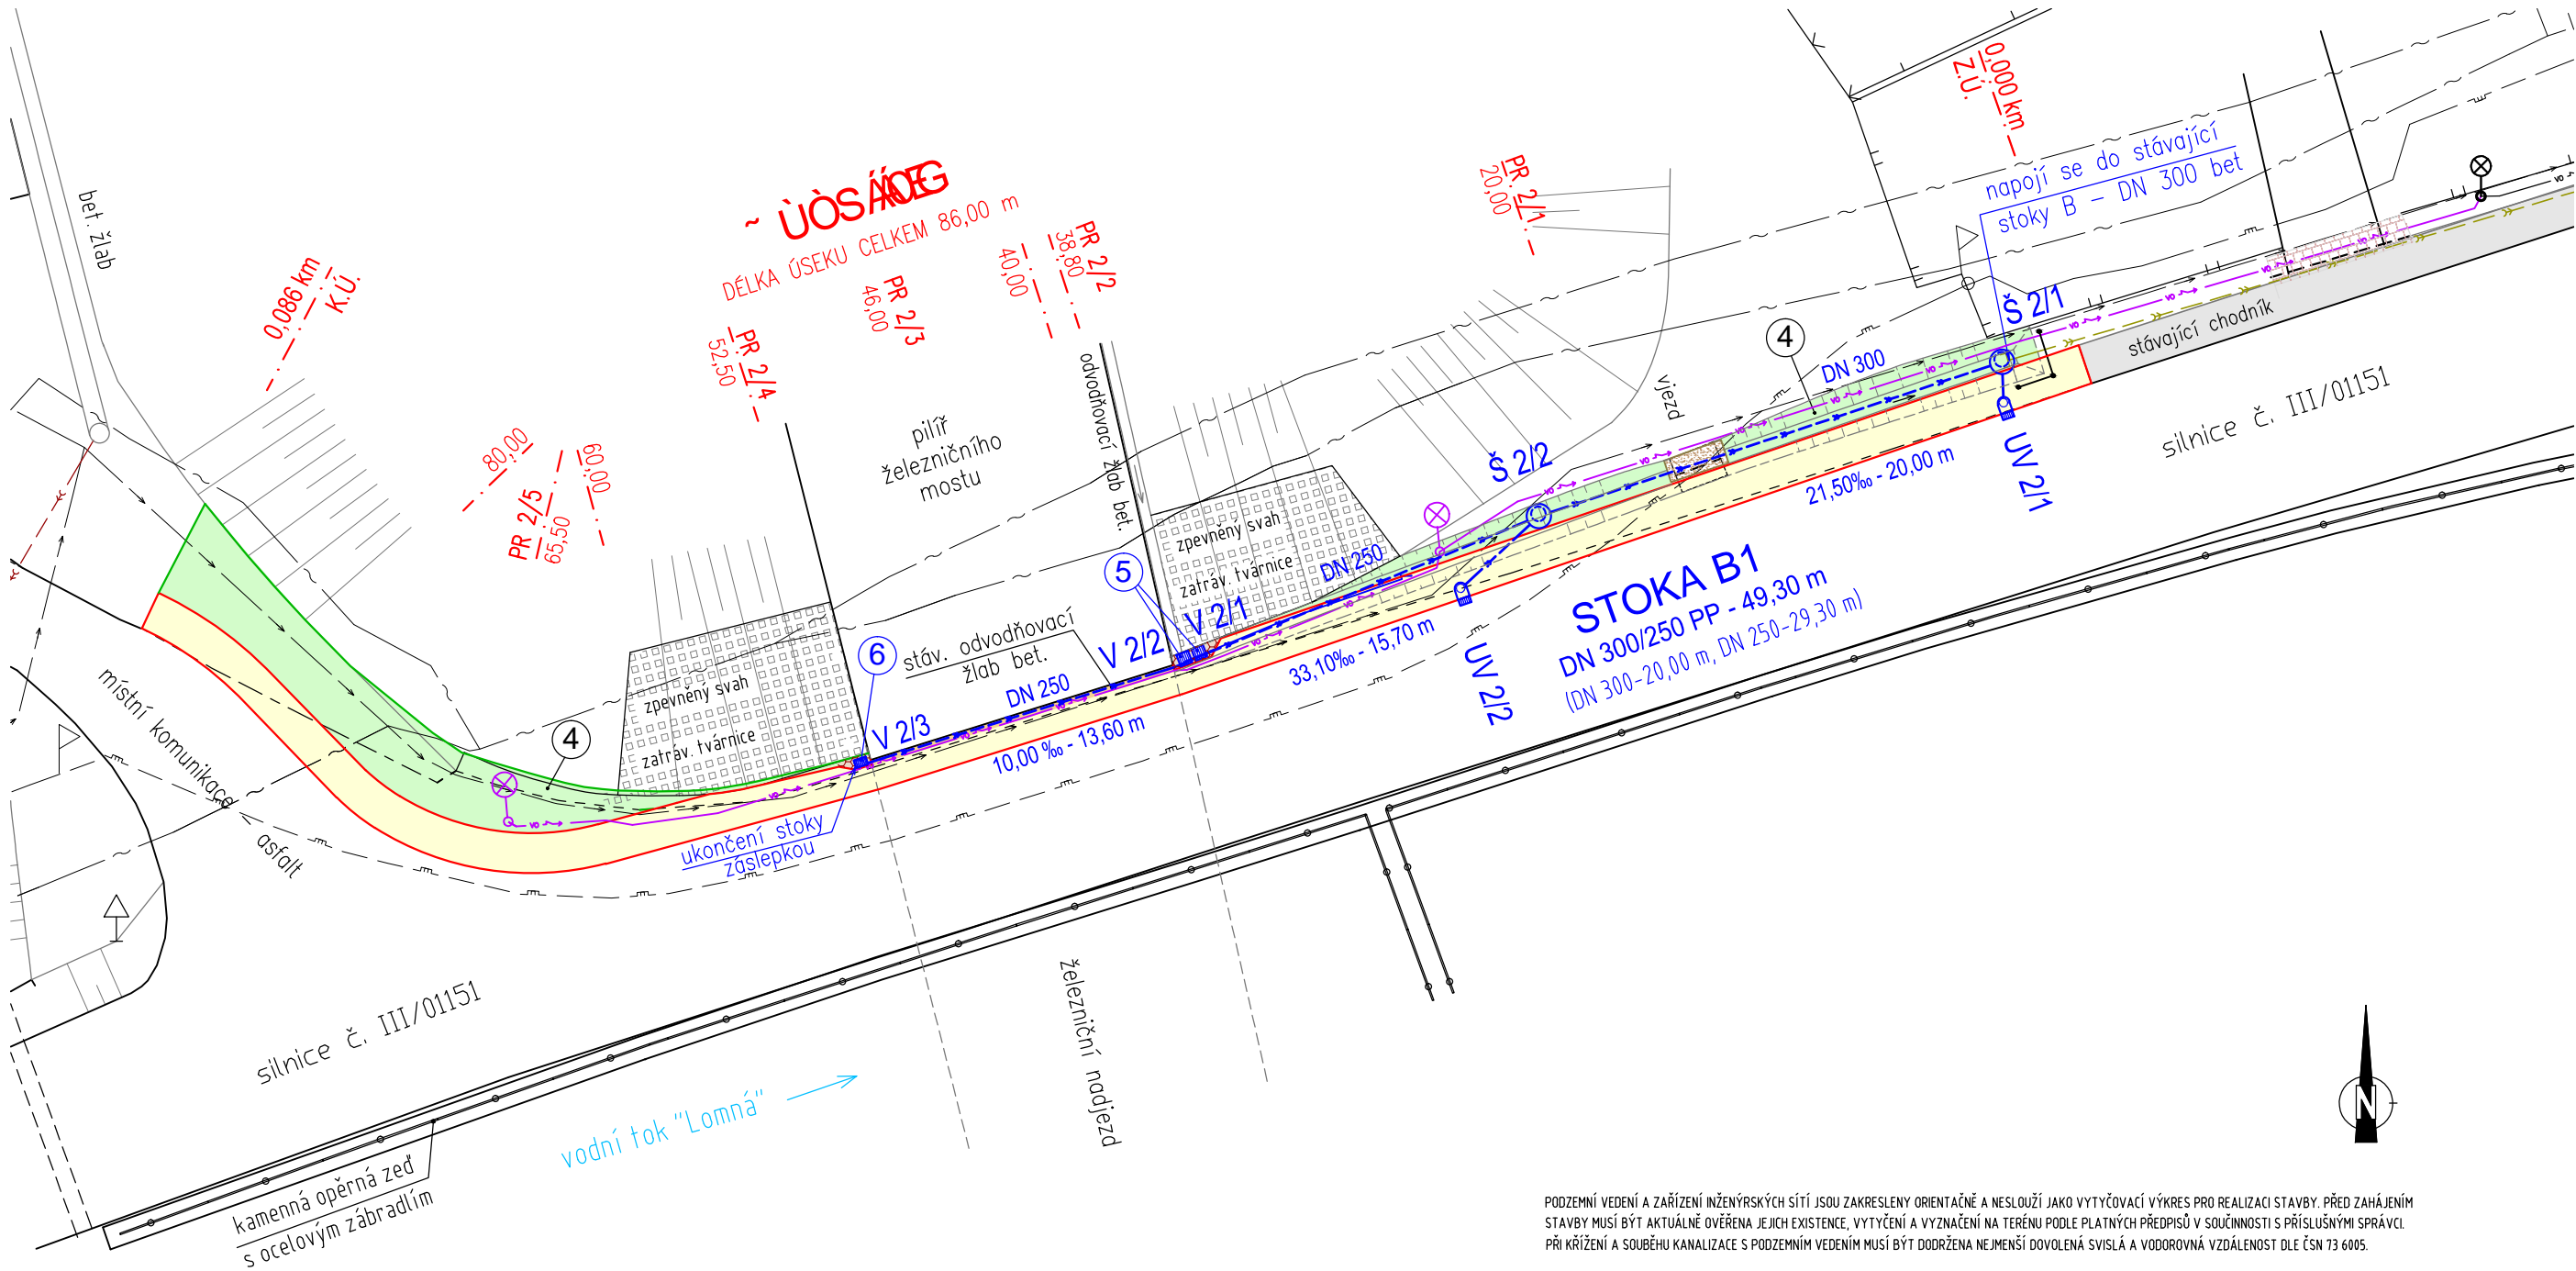 bet. žlab
0,086 km
K.Ú.
DÉLKA ÚSEKU CELKEM 86,00 m
PR 2/4
52,50
PR 2/3
46,00
40,00
PR 2/2
38,80
PR 2/1
20,00
0,000 km
Z.Ú.
napojí se do stávající
stoky B - DN 300 bet
80,00
PR 2/5
65,50
60,00
pilíř
železničního
mostu
odvodňovací žlab bet.
zpevněný svah
zatráv. tvárnice
DN 250
Š 2/2
vjezd
4
DN 300
Š 2/1
stávající chodník
silnice č. III/01151
UV 2/1
21,50‰ - 20,00 m
5
V 2/1
V 2/2
6
stáv. odvodňovací
žlab bet.
DN 250
V 2/3
10,00 ‰ - 13,60 m
33,10‰ - 15,70 m
UV 2/2
STOKA B1
DN 300/250 PP - 49,30 m
(DN 300-20,00 m, DN 250-29,30 m)
zpevněný svah
zatráv. tvárnice
4
místní komunikace
asfalt
ukončení stoky
záslepkou
silnice č. III/01151
železniční nadjezd
vodní tok "Lomná"
kamenná opěrná zeď
s ocelovým zábradlím
N
PODZEMNÍ VEDENÍ A ZAŘÍZENÍ INŽENÝRSKÝCH SÍTÍ JSOU ZAKRESLENY ORIENTAČNĚ A NESLOUŽÍ JAKO VYTYČOVACÍ VÝKRES PRO REALIZACI STAVBY. PŘED ZAHÁJENÍM
STAVBY MUSÍ BÝT AKTUÁLNĚ OVĚŘENA JEJICH EXISTENCE, VYTYČENÍ A VYZNAČENÍ NA TERÉNU PODLE PLATNÝCH PŘEDPISŮ V SOUČINNOSTI S PŘÍSLUŠNÝMI SPRÁVCI.
PŘI KŘÍŽENÍ A SOUBĚHU KANALIZACE S PODZEMNÍM VEDENÍM MUSÍ BÝT DODRŽENA NEJMENŠÍ DOVOLENÁ SVISLÁ A VODOROVNÁ VZDÁLENOST DLE ČSN 73 6005.